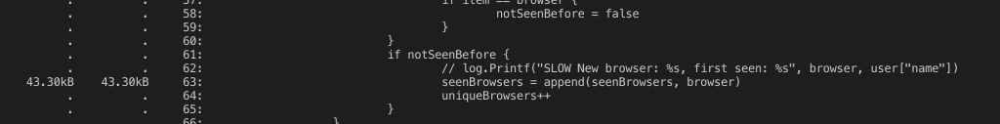 .	.	57:	if item == browser {
.	.	58:	notSeenBefore = false
.	.	59:	}
.	.	60:	}
.	.	61:	if notSeenBefore {
.	.	62:	// log.Printf("SLOW New browser: %s, first seen: %s", browser, user["name"])
43.30kB	43.30kB	63:	seenBrowsers = append(seenBrowsers, browser)
.	.	64:	uniqueBrowsers++
.	.	65:	}
.	.	66:	}